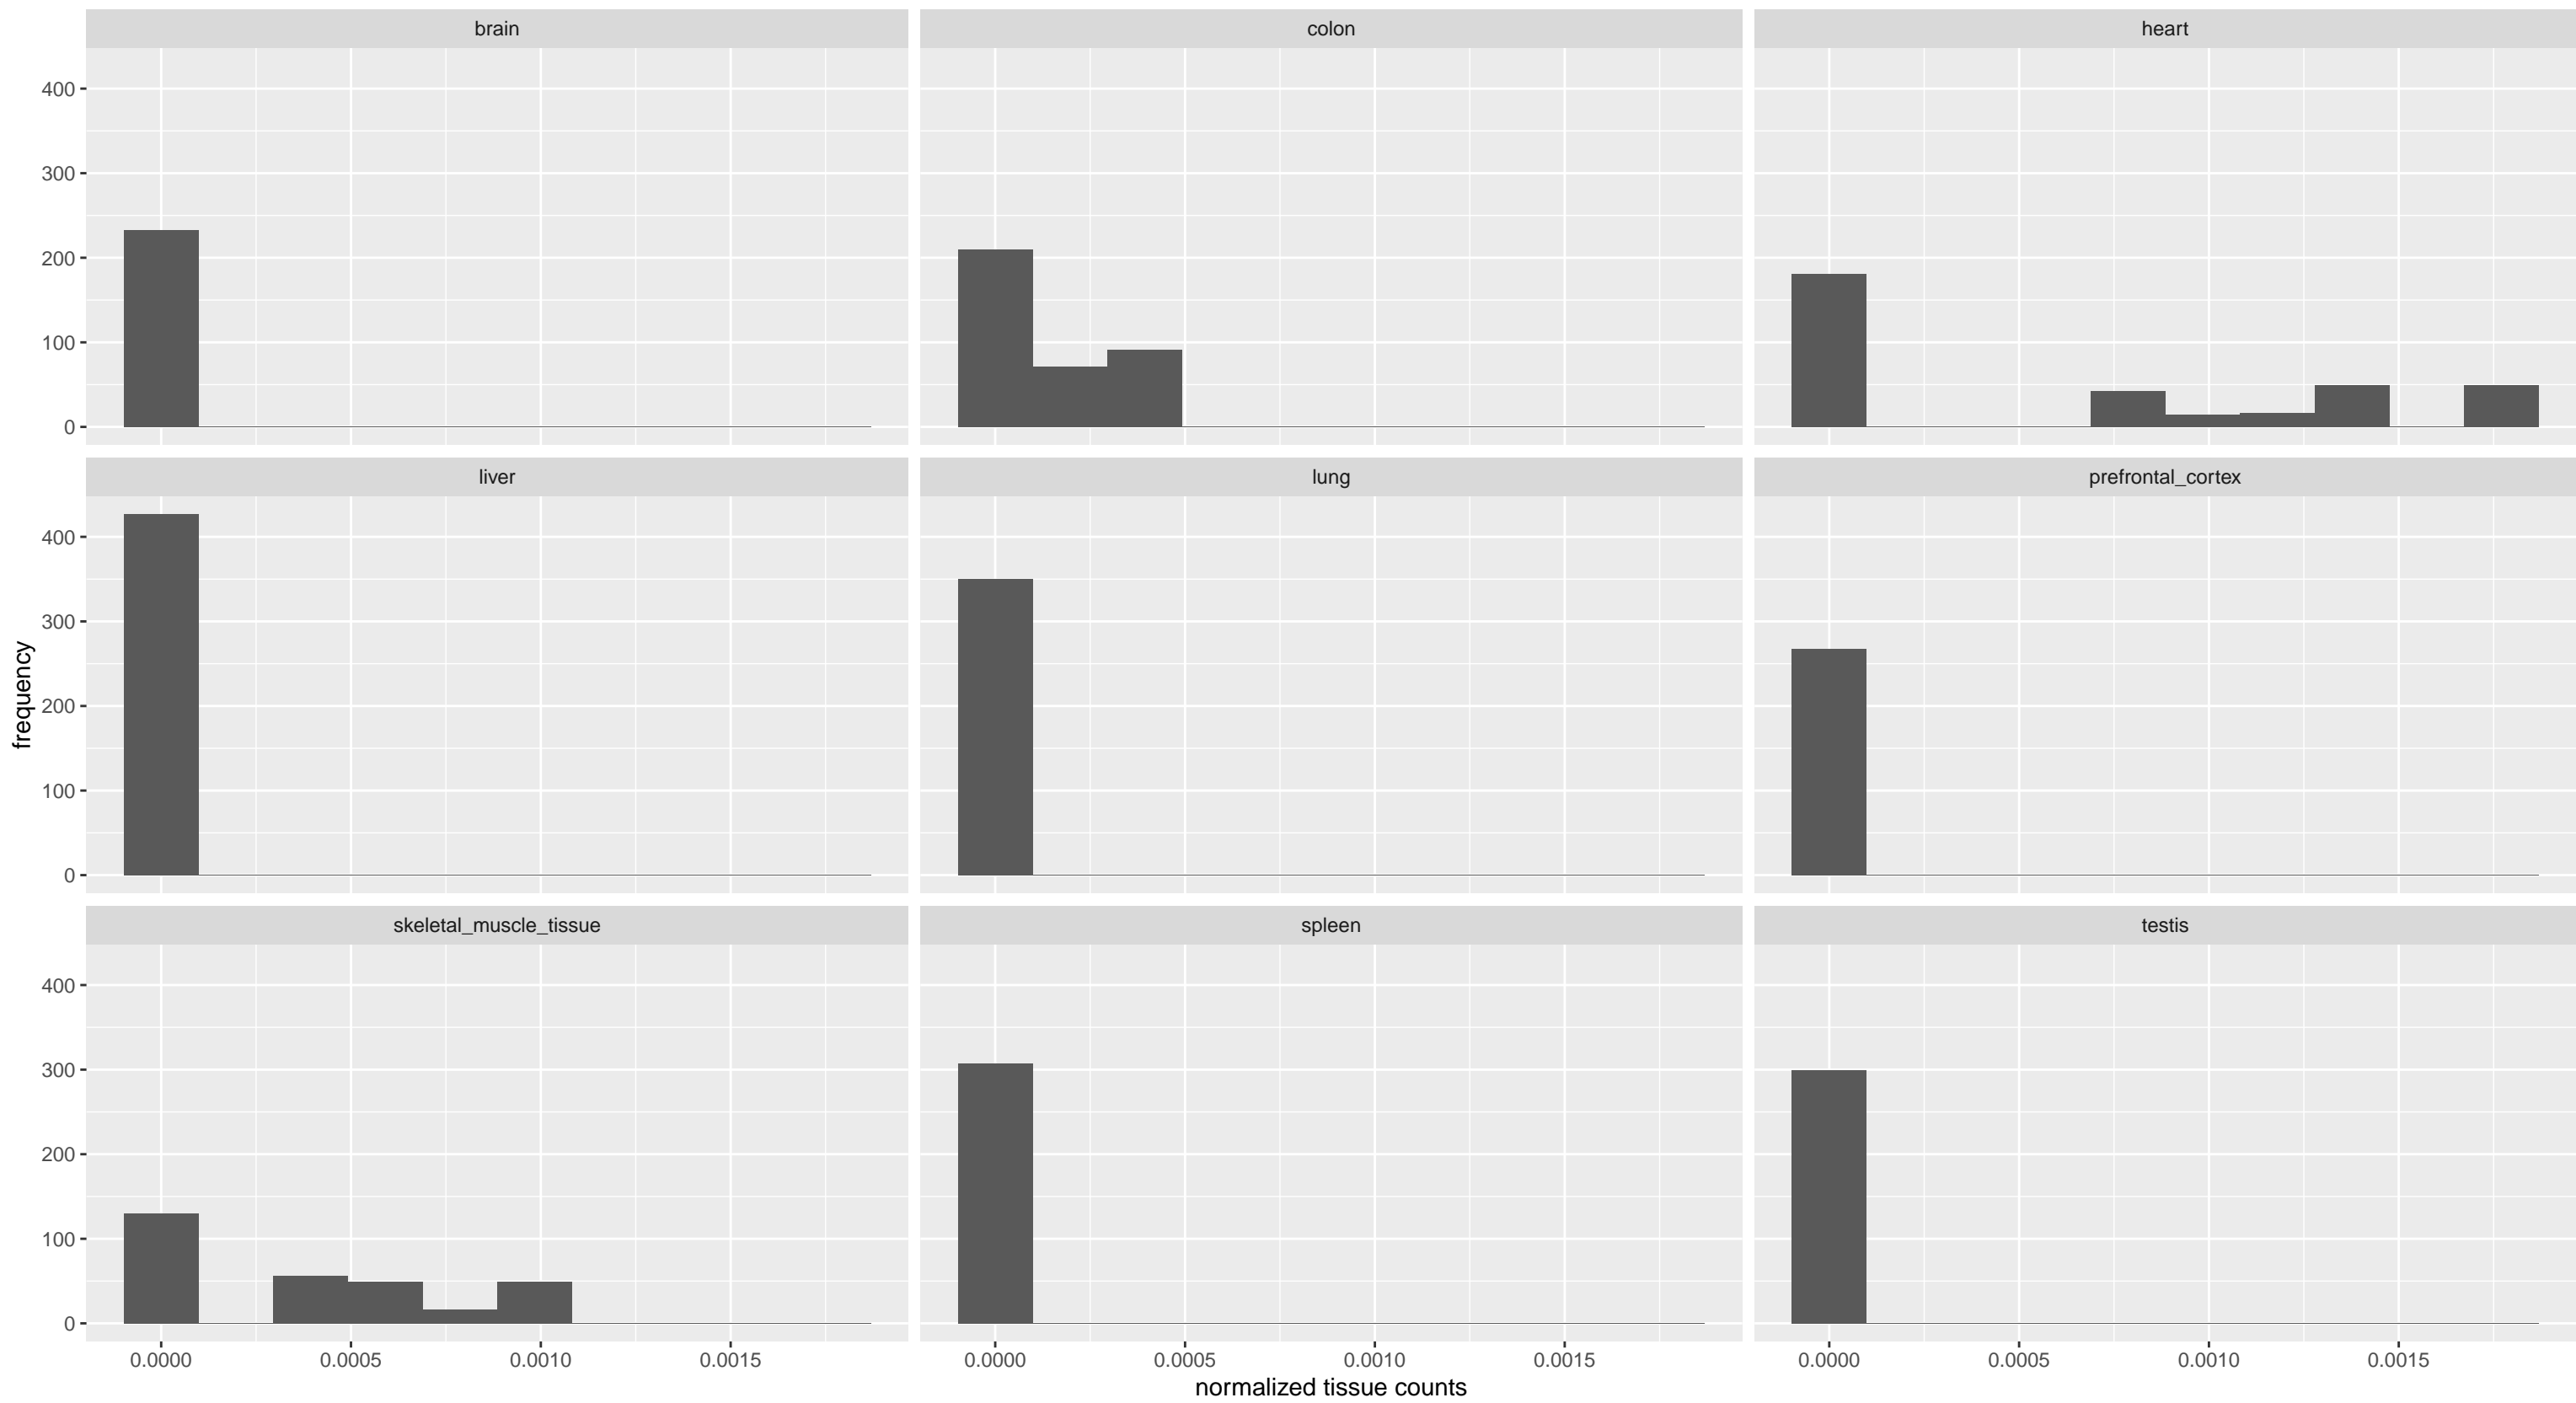 brain colon heart
400
300
200
100
0
liver lung prefrontal_cortex
400
300
200
100
0
frequency
skeletal_muscle_tissue spleen testis
400
300
200
100
0
0.0000 0.0005 0.0010 0.0015 0.0000 0.0005 0.0010 0.0015 0.0000 0.0005 0.0010 0.0015
normalized tissue counts